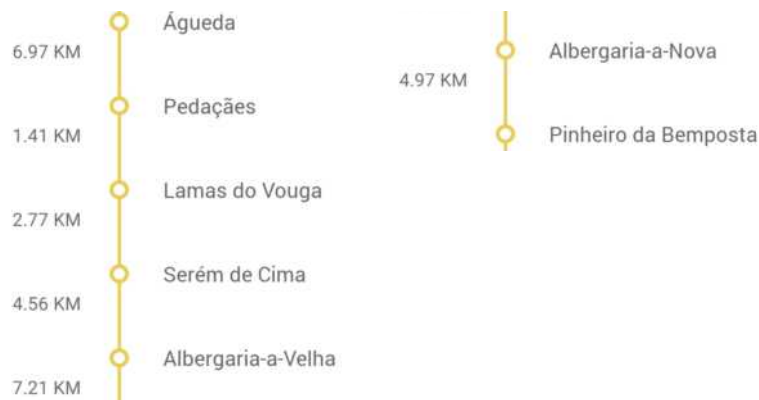 Águeda
6.97 KM
Pedaçães
1.41 KM
Lamas do Vouga
2.77 KM
Serém de Cima
4.56 KM
Albergaria-a-Velha
7.21 KM
Albergaria-a-Nova
4.97 KM
Pinheiro da Bemposta